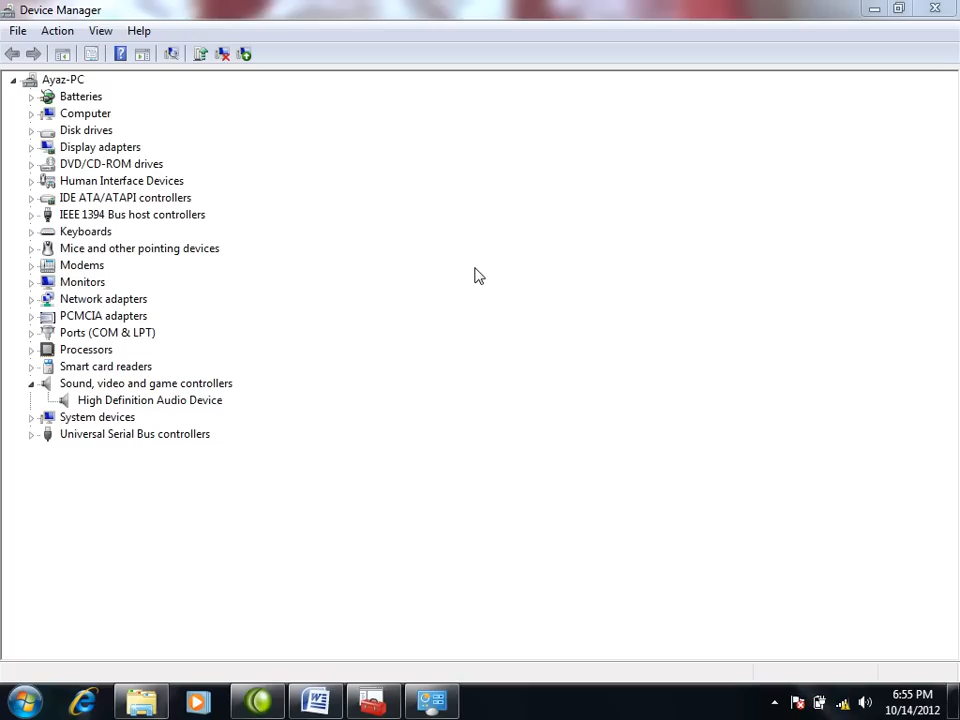 Device Manager
File Action View Help
Ayaz-PC
Batteries
Computer
Disk drives
Display adapters
DVD/CD-ROM drives
Human Interface Devices
IDE ATA/ATAPI controllers
IEEE 1394 Bus host controllers
Keyboards
Mice and other pointing devices
Modems
Monitors
Network adapters
PCMCIA adapters
Ports (COM & LPT)
Processors
Smart card readers
Sound, video and game controllers
High Definition Audio Device
System devices
Universal Serial Bus controllers
6:55 PM
10/14/2012